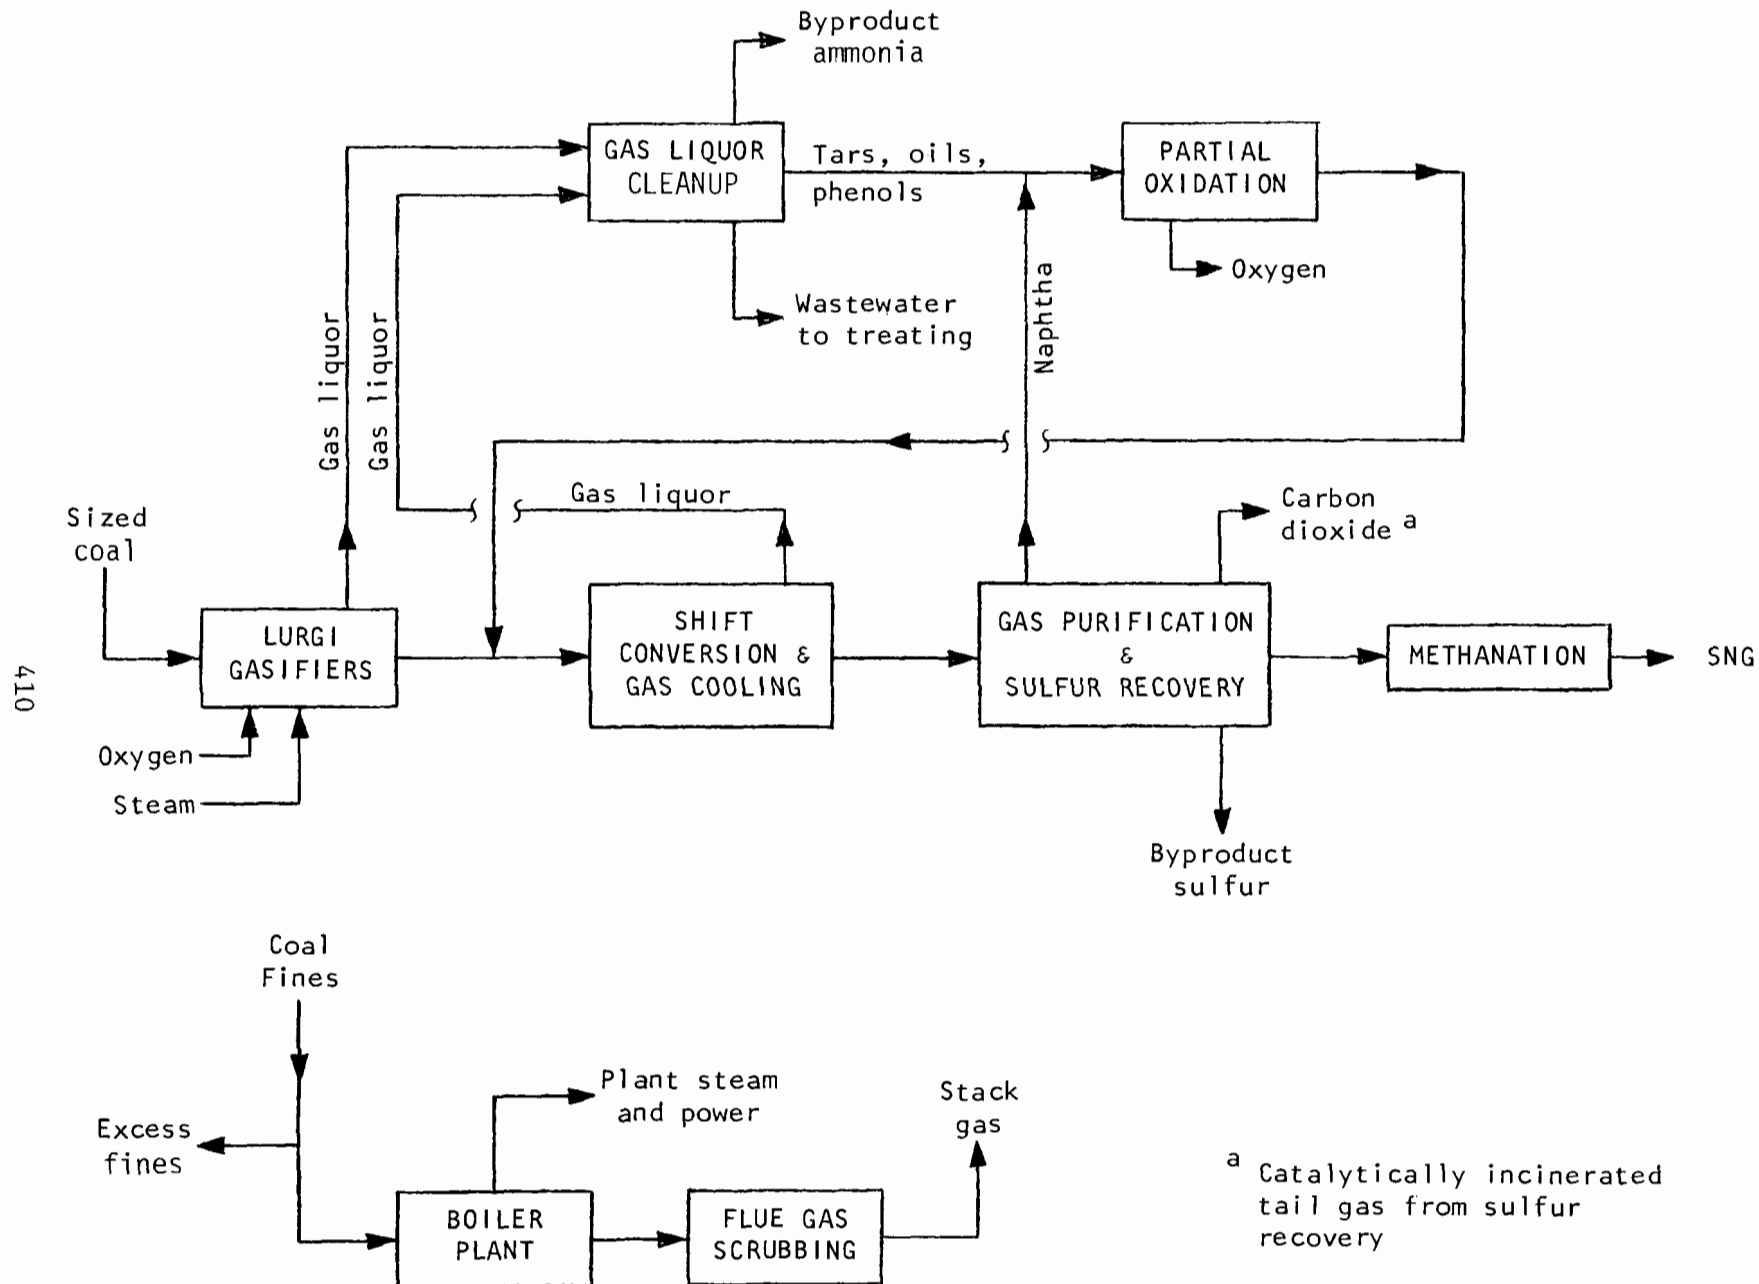 Byproduct
ammonia
GAS LIQUOR
CLEANUP
Tars, oils,
phenols
PARTIAL
OXIDATION
Oxygen
Wastewater
to treating
Naphtha
Gas liquor
Gas liquor
Gas liquor
Carbon
dioxide a
Sized
coal
LURGI
GASIFIERS
SHIFT
CONVERSION &
GAS COOLING
GAS PURIFICATION
&
SULFUR RECOVERY
METHANATION
SNG
410
Oxygen
Steam
Byproduct
sulfur
Coal
Fines
Plant steam
and power
Stack
gas
Excess
fines
BOILER
PLANT
FLUE GAS
SCRUBBING
a Catalytically incinerated
tail gas from sulfur
recovery